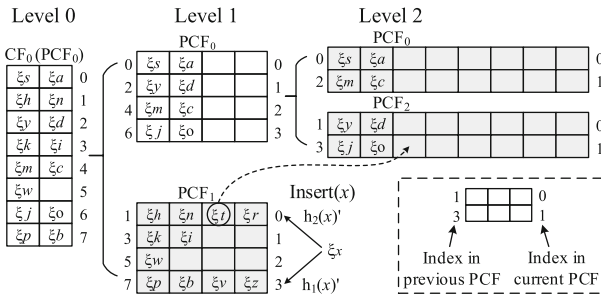 Level 0
Level 1
Level 2
CF₀ (PCF₀)
ξs ξa 0
ξh ξn 1
ξy ξd 2
ξk ξi 3
ξm ξc 4
ξw 5
ξj ξo 6
ξp ξb 7
PCF₀
0 ξs ξa 0
2 ξy ξd 1
4 ξm ξc 2
6 ξj ξo 3
PCF₁
1 ξh ξn ξt ξr 0
3 ξk ξi 1
5 ξw 2
7 ξp ξb ξv ξz 3
PCF₀
0 ξs ξa 0
2 ξm ξc 1
PCF₂
1 ξy ξd 0
3 ξj ξo 1
Insert(x)
h₂(x)'
ξx
h₁(x)'
1 0
3 1
Index in
previous PCF
Index in
current PCF